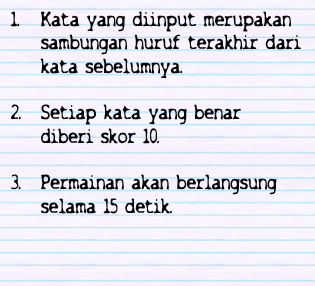 1. Kata yang diinput merupakan
sambungan huruf terakhir dari
kata sebelumnya.
2. Setiap kata yang benar
diberi skor 10.
3. Permainan akan berlangsung
selama 15 detik.